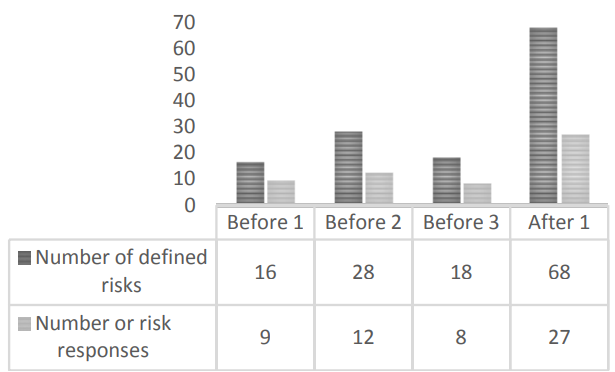 70
60
50
40
30
20
10
0
Before 1 Before 2 Before 3 After 1
Number of defined
risks 16 28 18 68
Number or risk
responses 9 12 8 27